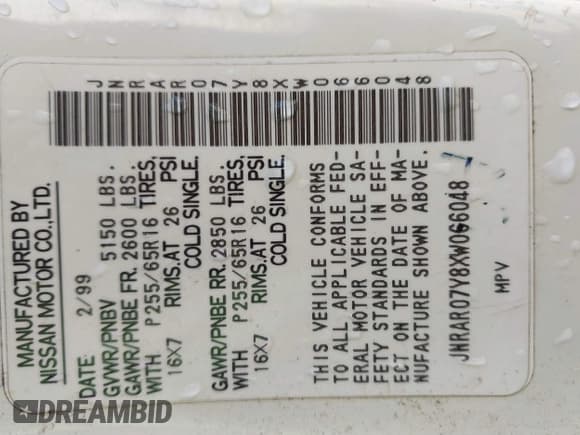 JNRAR07Y8XW066048
MANUFACTURED BY
NISSAN MOTOR CO.,LTD.
DATE 2/99
GVWR/PNBV 5150 LBS.
GAWR/PNBE FR. 2600 LBS.
WITH P255/65R16 TIRES,
16X7 RIMS,AT 26 PSI
COLD SINGLE.
GAWR/PNBE RR. 2850 LBS.
WITH P255/65R16 TIRES,
16X7 RIMS,AT 26 PSI
COLD SINGLE.
THIS VEHICLE CONFORMS
TO ALL APPLICABLE FED-
ERAL MOTOR VEHICLE SA-
FETY STANDARDS IN EFF-
ECT ON THE DATE OF MA-
NUFACTURE SHOWN ABOVE.
JNRAR07Y8XW066048
MPV
DREAMBID